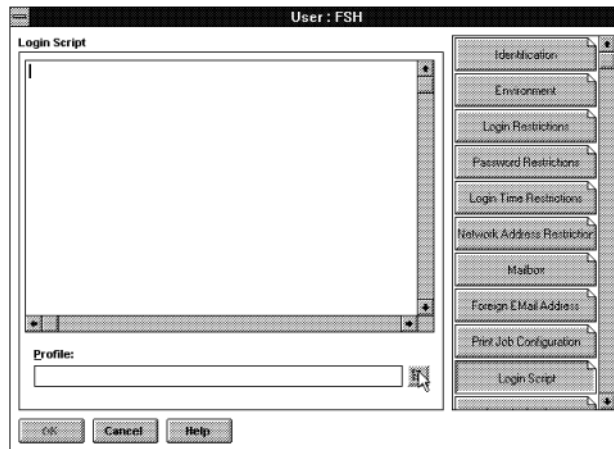 User : FSH
Login Script
Identification
Environment
Login Restrictions
Password Restrictions
Login Time Restrictions
Network Address Restriction
Mailbox
Foreign EMail Address
Print Job Configuration
Login Script
Profile:
OK
Cancel
Help